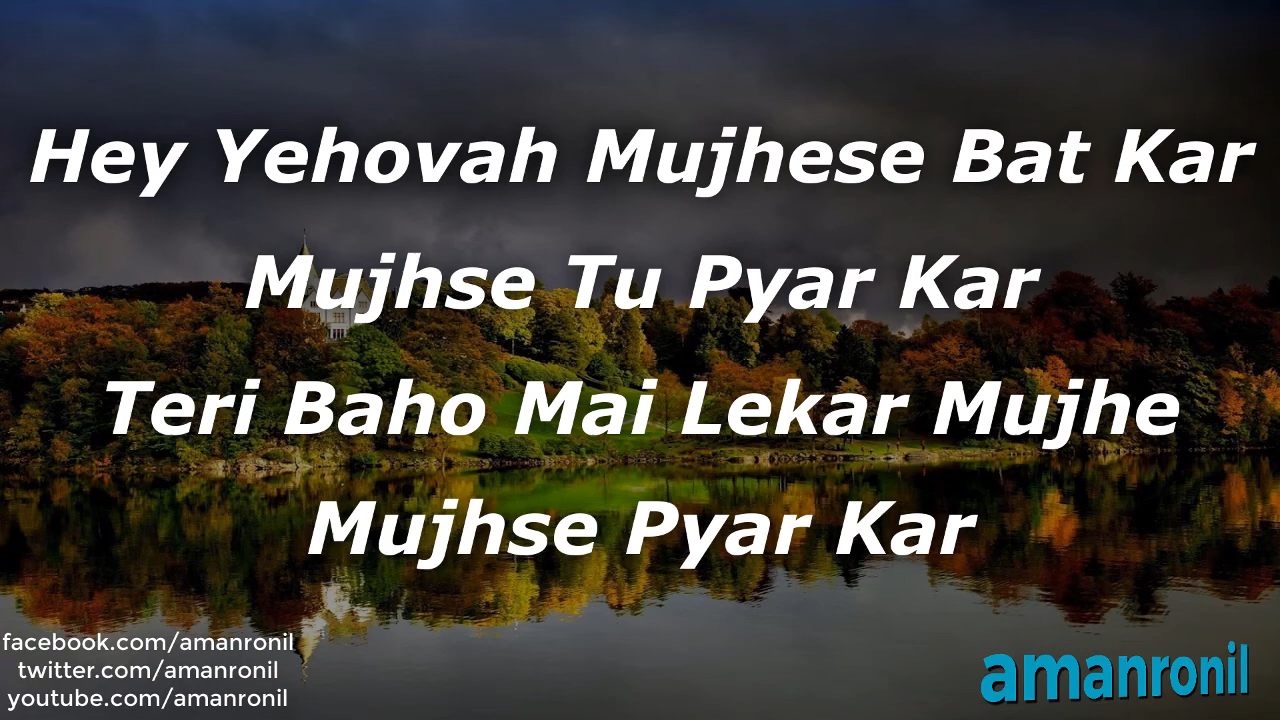 Hey Yehovah Mujhese Bat Kar
Mujhse Tu Pyar Kar
Teri Baho Mai Lekar Mujhe
Mujhse Pyar Kar
facebook.com/amanronil
twitter.com/amanronil
youtube.com/amanronil
amanronil